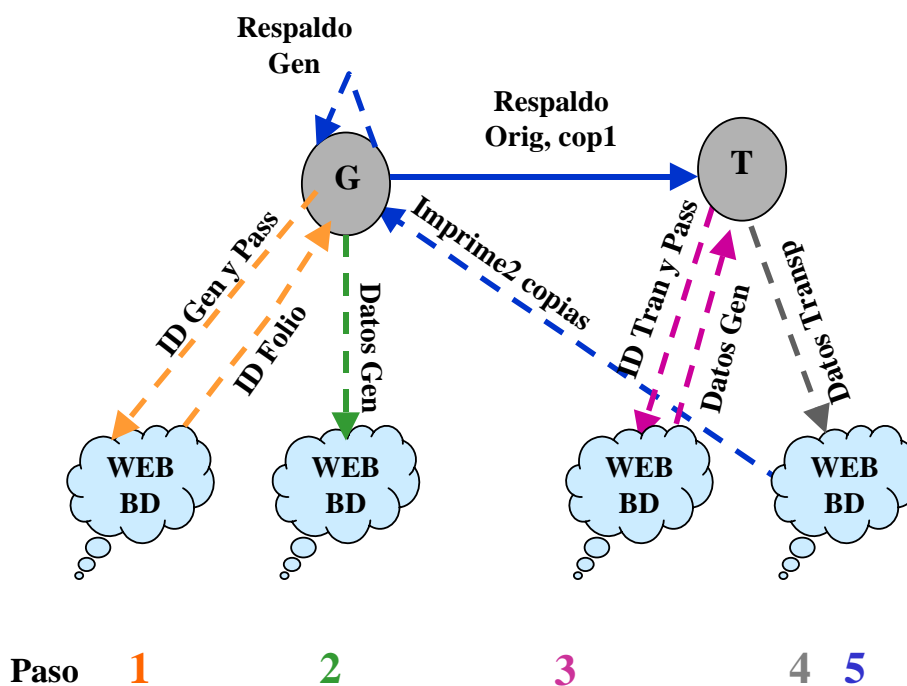 Respaldo
Gen
Respaldo
Orig, cop1
G
T
ID Gen y Pass
ID Folio
Datos Gen
Imprime2 copias
ID Tran y Pass
Datos Gen
Datos Transp
WEB
BD
WEB
BD
WEB
BD
WEB
BD
Paso 1 2 3 4 5